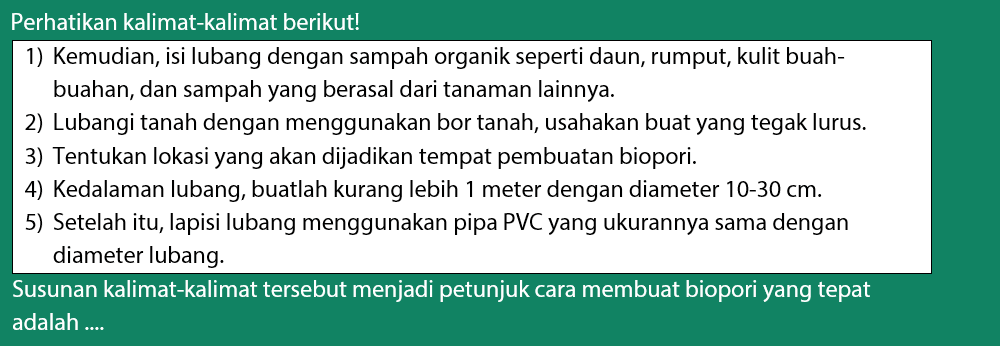 Perhatikan kalimat-kalimat berikut!
1) Kemudian, isi lubang dengan sampah organik seperti daun, rumput, kulit buah-
buahan, dan sampah yang berasal dari tanaman lainnya.
2) Lubangi tanah dengan menggunakan bor tanah, usahakan buat yang tegak lurus.
3) Tentukan lokasi yang akan dijadikan tempat pembuatan biopori.
4) Kedalaman lubang, buatlah kurang lebih 1 meter dengan diameter 10-30 cm.
5) Setelah itu, lapisi lubang menggunakan pipa PVC yang ukurannya sama dengan
diameter lubang.
Susunan kalimat-kalimat tersebut menjadi petunjuk cara membuat biopori yang tepat
adalah ....